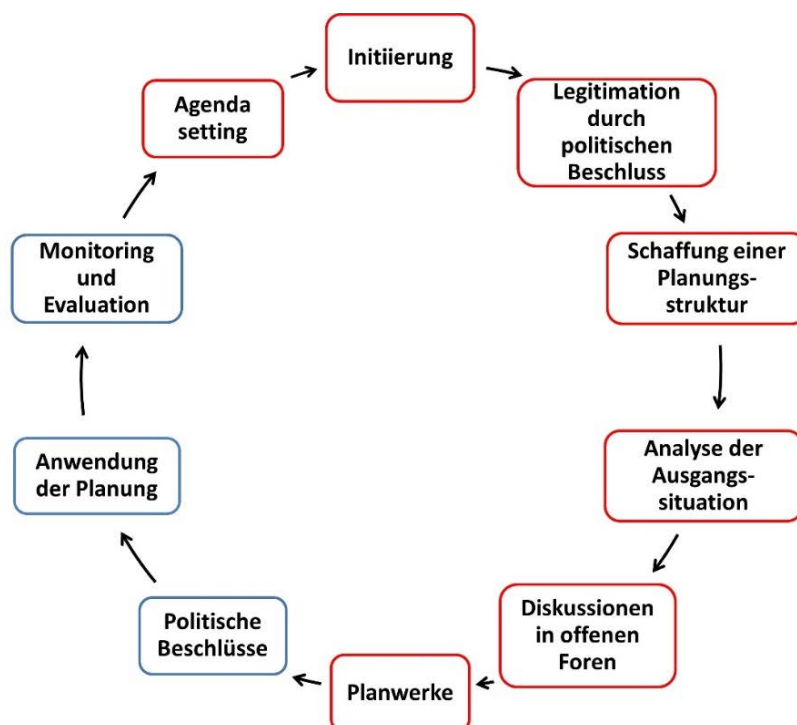 Initiierung
Legitimation
durch
politischen
Beschluss
Schaffung einer
Planungs-
struktur
Analyse der
Ausgangs-
situation
Diskussionen
in offenen
Foren
Planwerke
Politische
Beschlüsse
Anwendung
der Planung
Monitoring
und
Evaluation
Agenda
setting